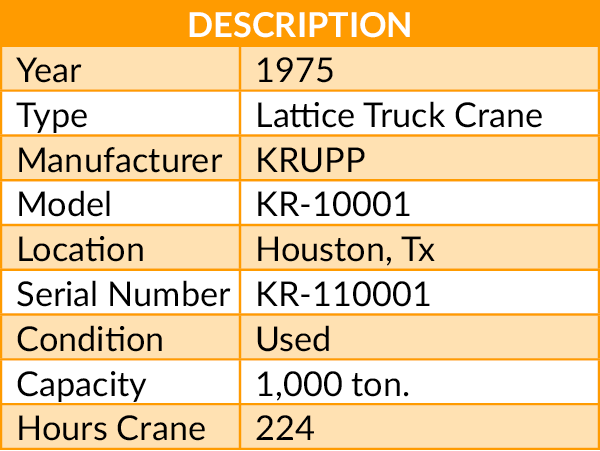 DESCRIPTION
Year 1975
Type Lattice Truck Crane
Manufacturer KRUPP
Model KR-10001
Location Houston, Tx
Serial Number KR-110001
Condition Used
Capacity 1,000 ton.
Hours Crane 224